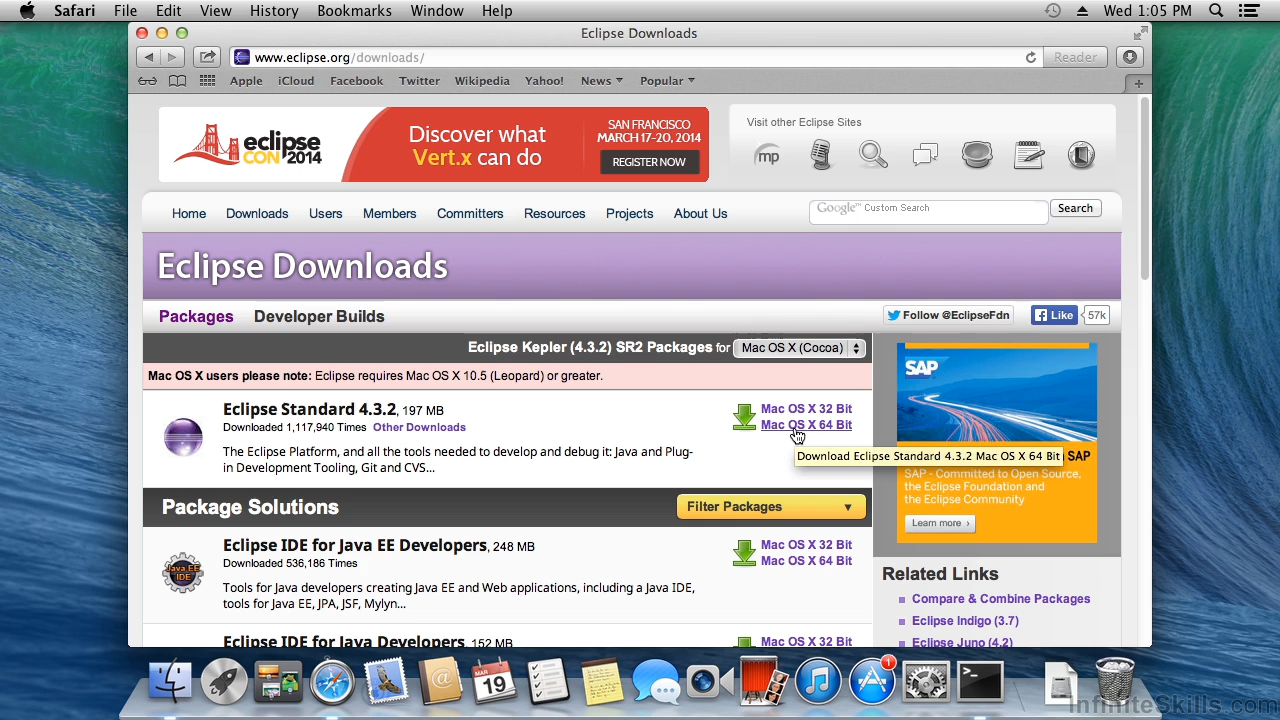 Safari File Edit View History Bookmarks Window Help Wed 1:05 PM
Eclipse Downloads
www.eclipse.org/downloads/ Reader
Apple iCloud Facebook Twitter Wikipedia Yahoo! News Popular
eclipse
CON 2014
Discover what
Vert.x can do
SAN FRANCISCO
MARCH 17-20, 2014
REGISTER NOW
Visit other Eclipse Sites
mp
Home Downloads Users Members Committers Resources Projects About Us
Google™ Custom Search Search
Eclipse Downloads
Packages Developer Builds
Follow @EclipseFdn Like 57k
Eclipse Kepler (4.3.2) SR2 Packages for Mac OS X (Cocoa)
Mac OS X users please note: Eclipse requires Mac OS X 10.5 (Leopard) or greater.
Eclipse Standard 4.3.2, 197 MB
Downloaded 1,117,940 Times Other Downloads
The Eclipse Platform, and all the tools needed to develop and debug it: Java and Plug-
in Development Tooling, Git and CVS...
Mac OS X 32 Bit
Mac OS X 64 Bit
Download Eclipse Standard 4.3.2 Mac OS X 64 Bit
SAP
SAP
SAP - Committed to Open Source,
the Eclipse Foundation and
the Eclipse Community
Learn more ›
Package Solutions Filter Packages
Eclipse IDE for Java EE Developers, 248 MB
Downloaded 536,186 Times
Tools for Java developers creating Java EE and Web applications, including a Java IDE,
tools for Java EE, JPA, JSF, Mylyn...
Java EE
IDE
Mac OS X 32 Bit
Mac OS X 64 Bit
Eclipse IDE for Java Developers, 152 MB
Mac OS X 32 Bit
Related Links
Compare & Combine Packages
Eclipse Indigo (3.7)
Eclipse Juno (4.2)
MAR
19
1
InfiniteSkills.com